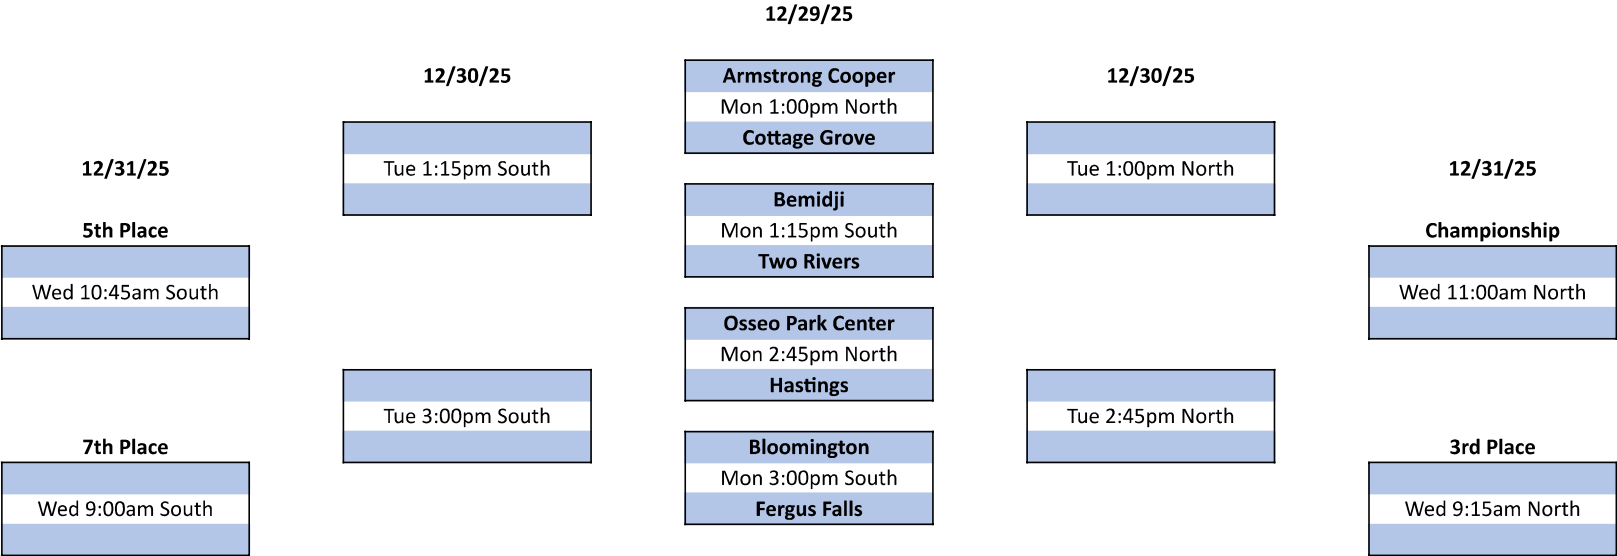 12/29/25
12/30/25
12/30/25
Armstrong Cooper
Mon 1:00pm North
Cottage Grove
12/31/25
Tue 1:15pm South
Tue 1:00pm North
12/31/25
Bemidji
Mon 1:15pm South
Two Rivers
5th Place
Championship
Wed 10:45am South
Wed 11:00am North
Osseo Park Center
Mon 2:45pm North
Hastings
Tue 3:00pm South
Tue 2:45pm North
7th Place
Bloomington
3rd Place
Mon 3:00pm South
Fergus Falls
Wed 9:00am South
Wed 9:15am North